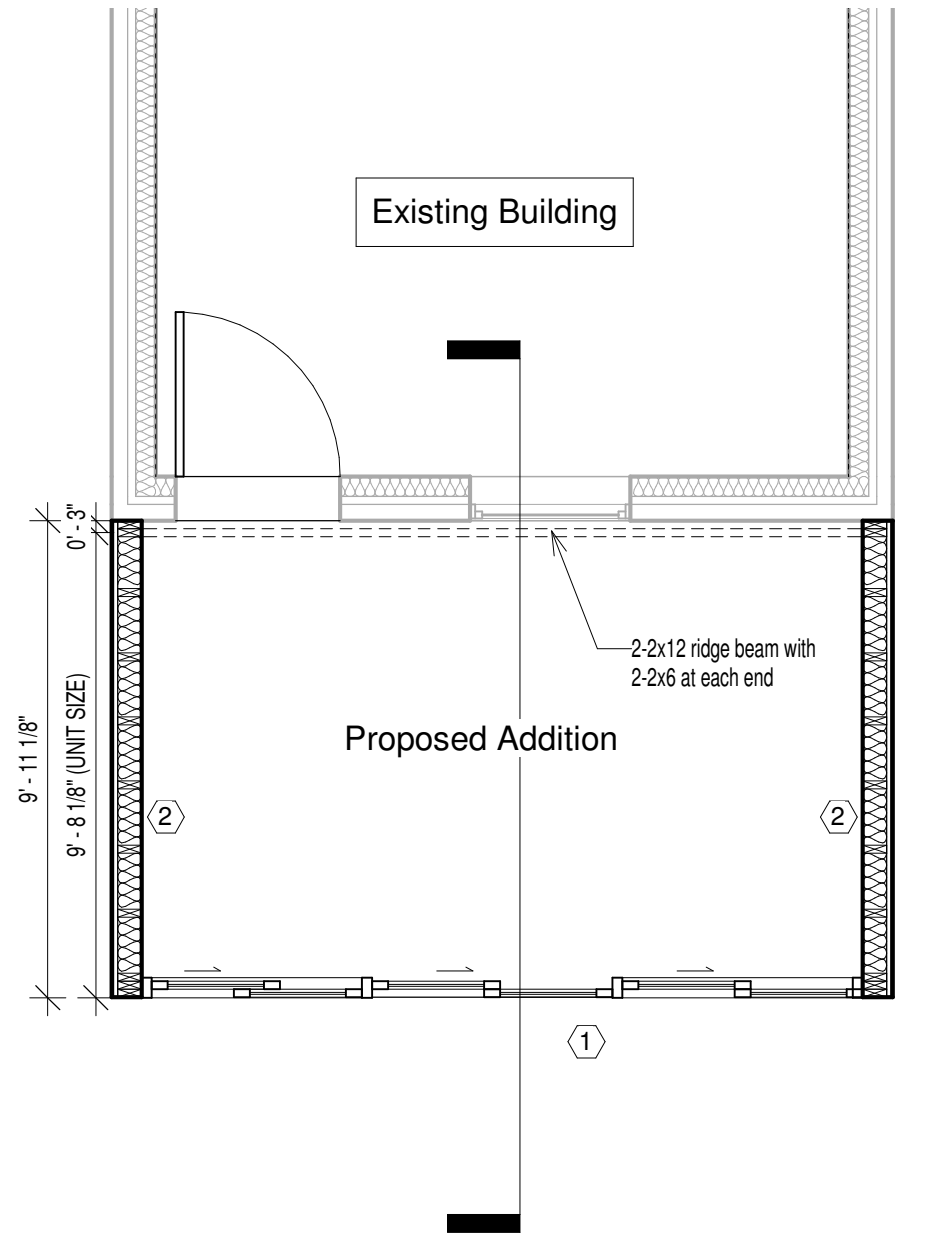 Existing Building
0' - 3"
2-2x12 ridge beam with
2-2x6 at each end
9' - 11 1/8"
9' - 8 1/8" (UNIT SIZE)
Proposed Addition
2
2
1